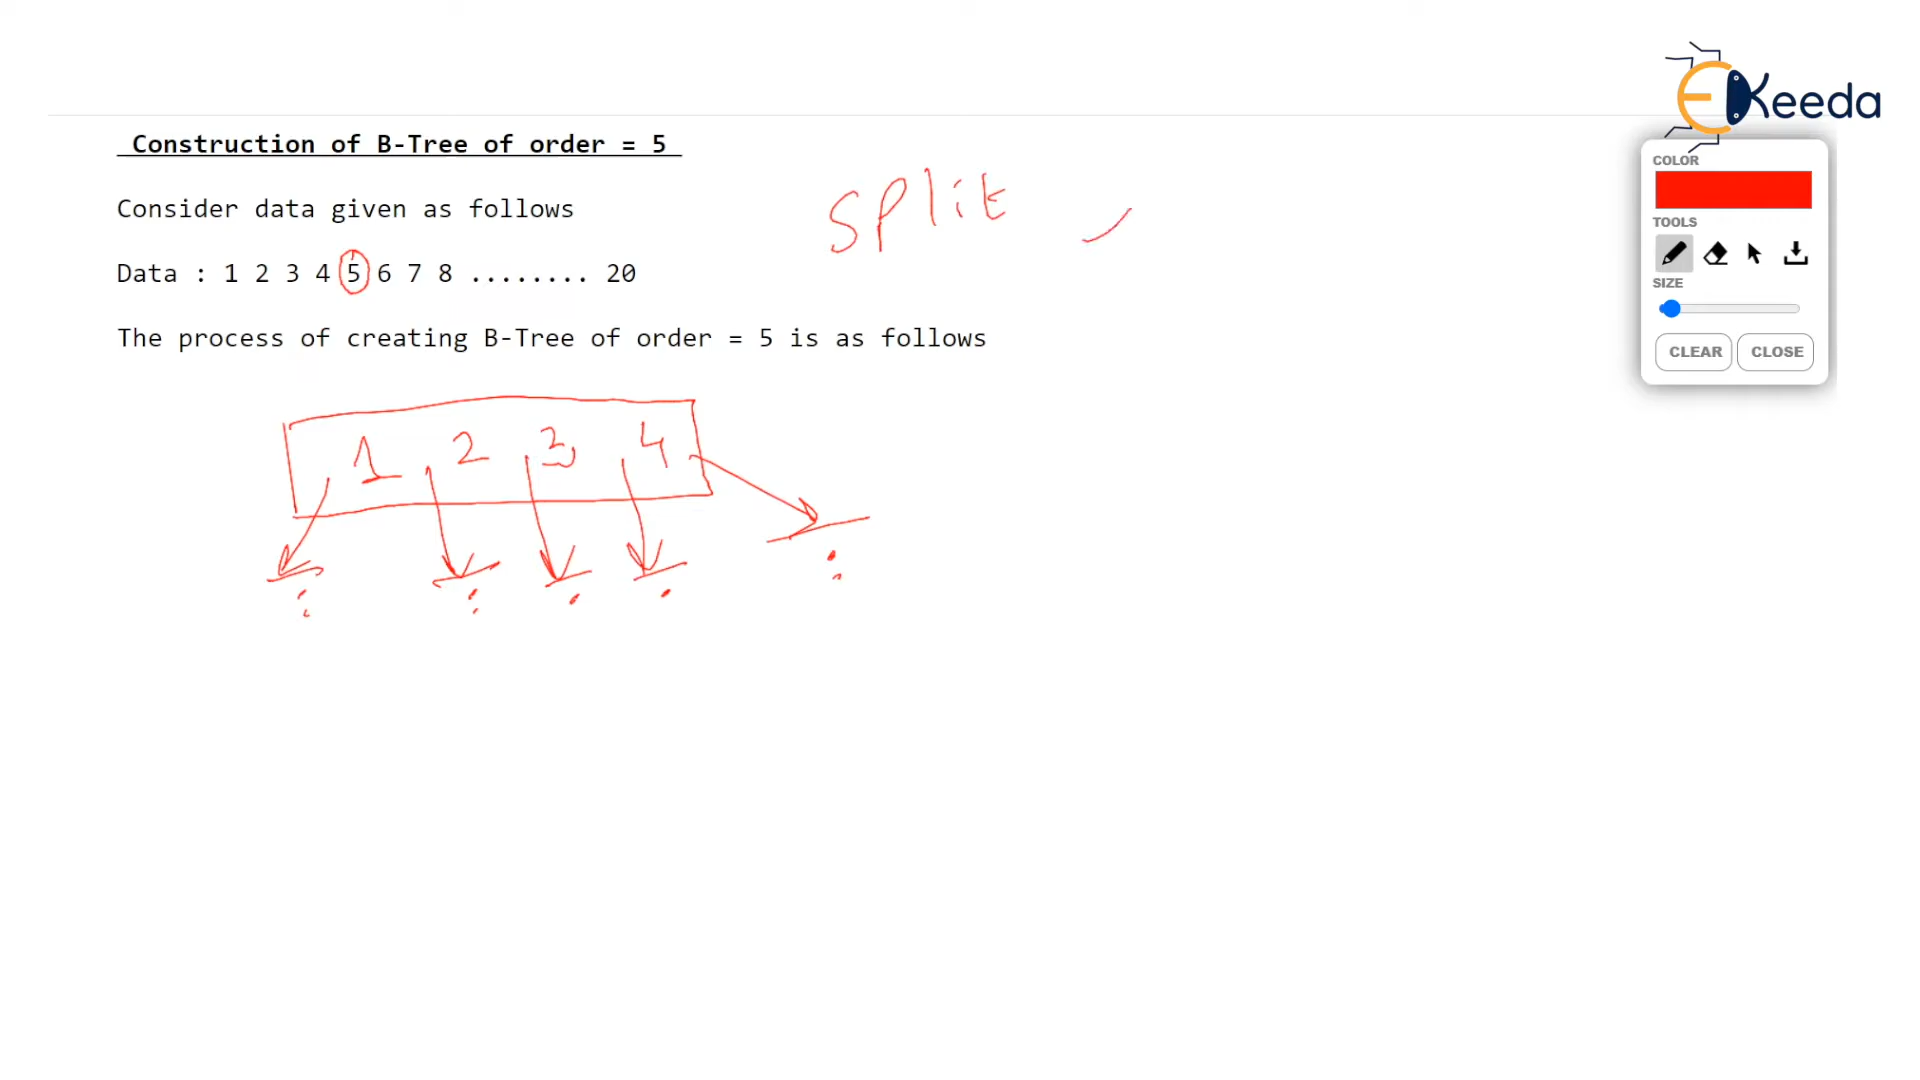 EKeeda
Construction of B-Tree of order = 5
COLOR
Consider data given as follows
split
TOOLS
Data : 1 2 3 4 5 6 7 8 ........ 20
SIZE
The process of creating B-Tree of order = 5 is as follows
CLEAR CLOSE
1 2 3 4